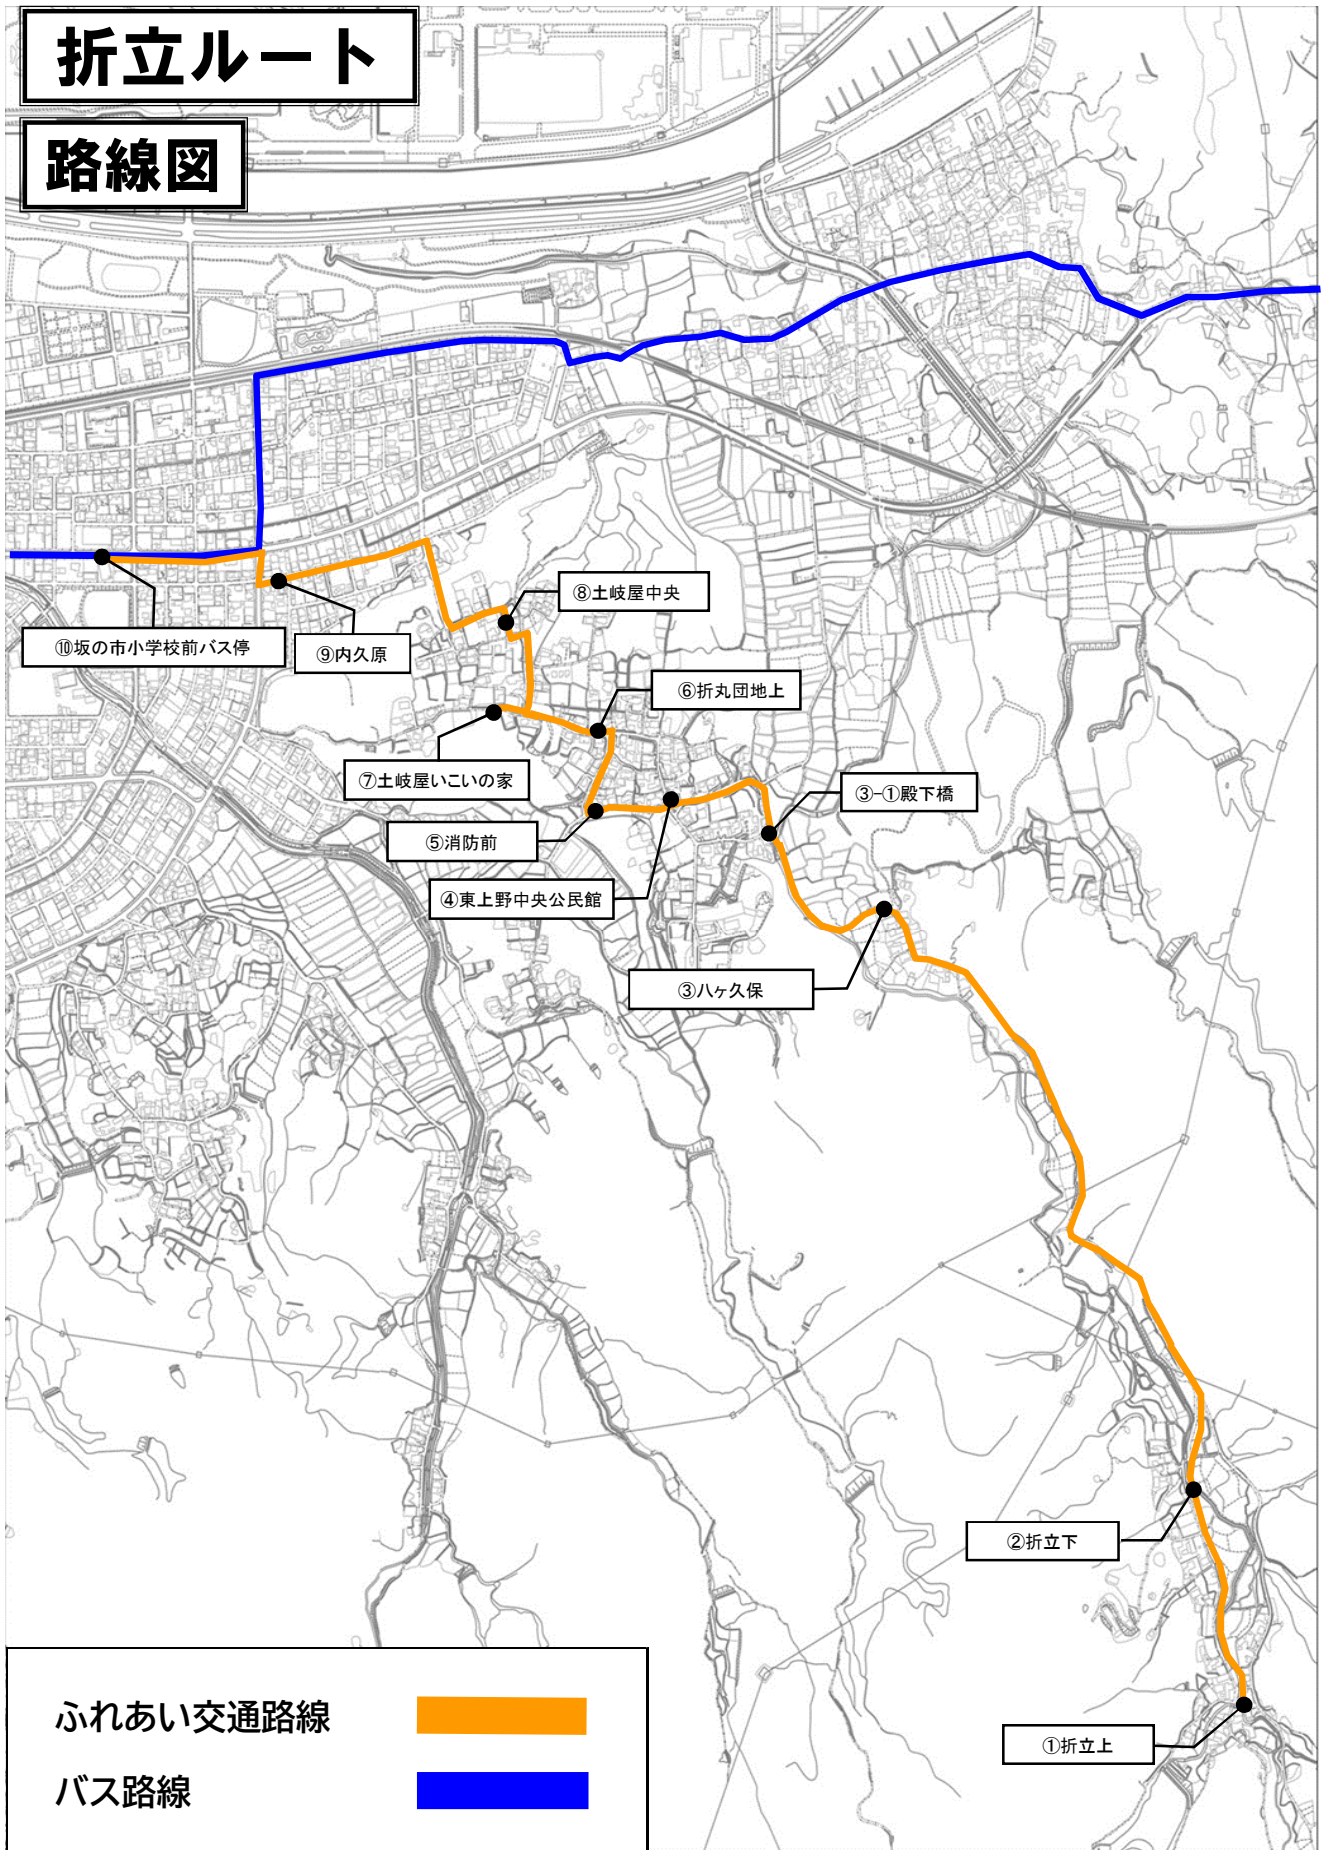 折立ルート
路線図
⑧土岐屋中央
⑩坂の市小学校前バス停
⑨内久原
⑥折丸団地上
⑦土岐屋いこいの家
③-①殿下橋
⑤消防前
④東上野中央公民館
③八ヶ久保
②折立下
①折立上
ふれあい交通路線
バス路線